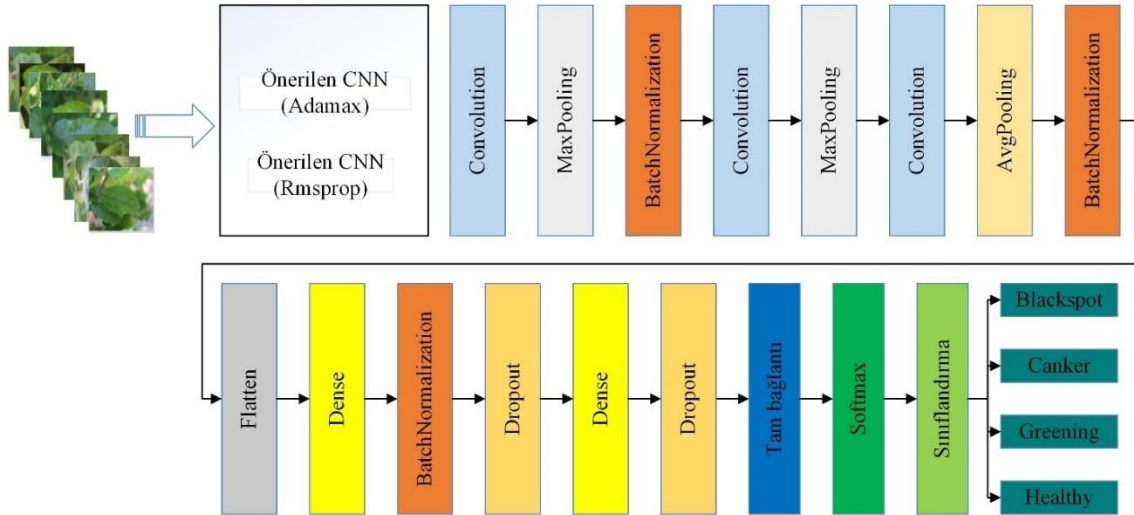 Önerilen CNN
(Adamax)
Önerilen CNN
(Rmsprop)
Convolution
MaxPooling
BatchNormalization
Convolution
MaxPooling
Convolution
AvgPooling
BatchNormalization
Flatten
Dense
BatchNormalization
Dropout
Dense
Dropout
Tam bağlantı
Softmax
Sınıflandırma
Blackspot
Canker
Greening
Healthy